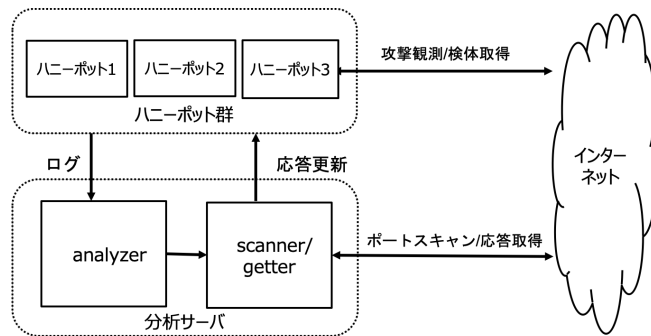 ハニーポット1
ハニーポット2
ハニーポット3
ハニーポット群
攻撃観測/検体取得
インター
ネット
ログ
応答更新
analyzer
scanner/
getter
ポートスキャン/応答取得
分析サーバ